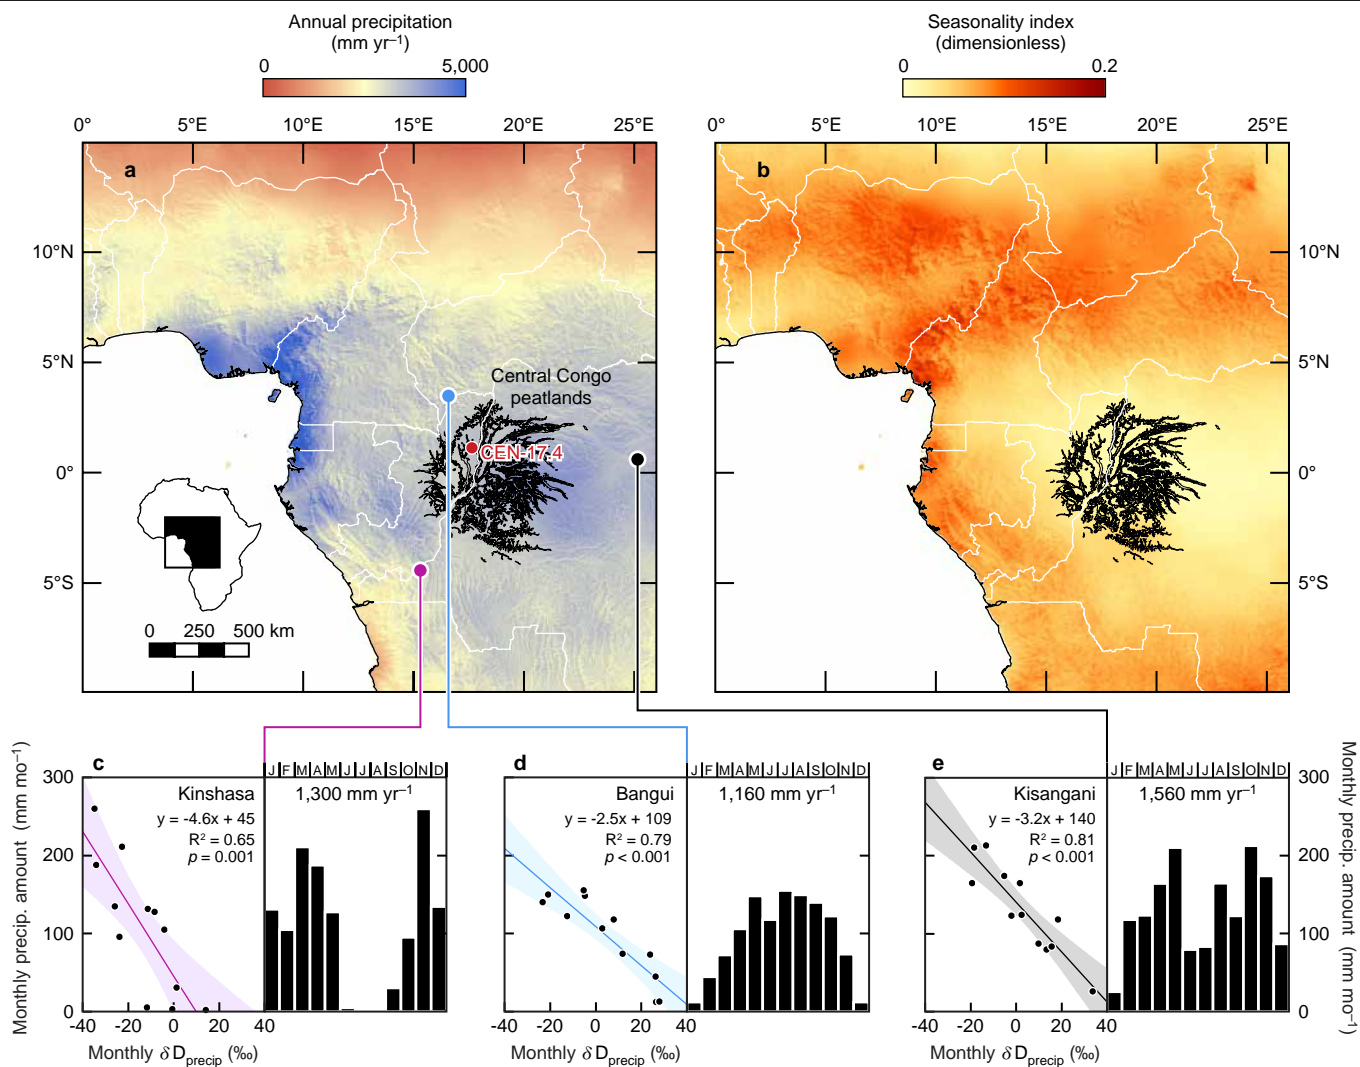 Annual precipitation
(mm yr⁻¹)
0 5,000
Seasonality index
(dimensionless)
0 0.2
0° 5°E 10°E 15°E 20°E 25°E
0° 5°E 10°E 15°E 20°E 25°E
a
b
10°N
10°N
5°N
5°N
Central Congo
peatlands
CEN-17.4
0°
0°
5°S
5°S
0 250 500 km
c
J F M A M J J A S O N D
d
J F M A M J J A S O N D
e
J F M A M J J A S O N D
Monthly precip. amount (mm mo⁻¹)
300
200
100
0
Kinshasa
y = -4.6x + 45
R² = 0.65
p = 0.001
1,300 mm yr⁻¹
-40 -20 0 20 40
Monthly δDprecip (‰)
Bangui
y = -2.5x + 109
R² = 0.79
p < 0.001
1,160 mm yr⁻¹
-40 -20 0 20 40
Monthly δDprecip (‰)
Kisangani
y = -3.2x + 140
R² = 0.81
p < 0.001
1,560 mm yr⁻¹
-40 -20 0 20 40
Monthly δDprecip (‰)
300
200
100
0
Monthly precip. amount (mm mo⁻¹)